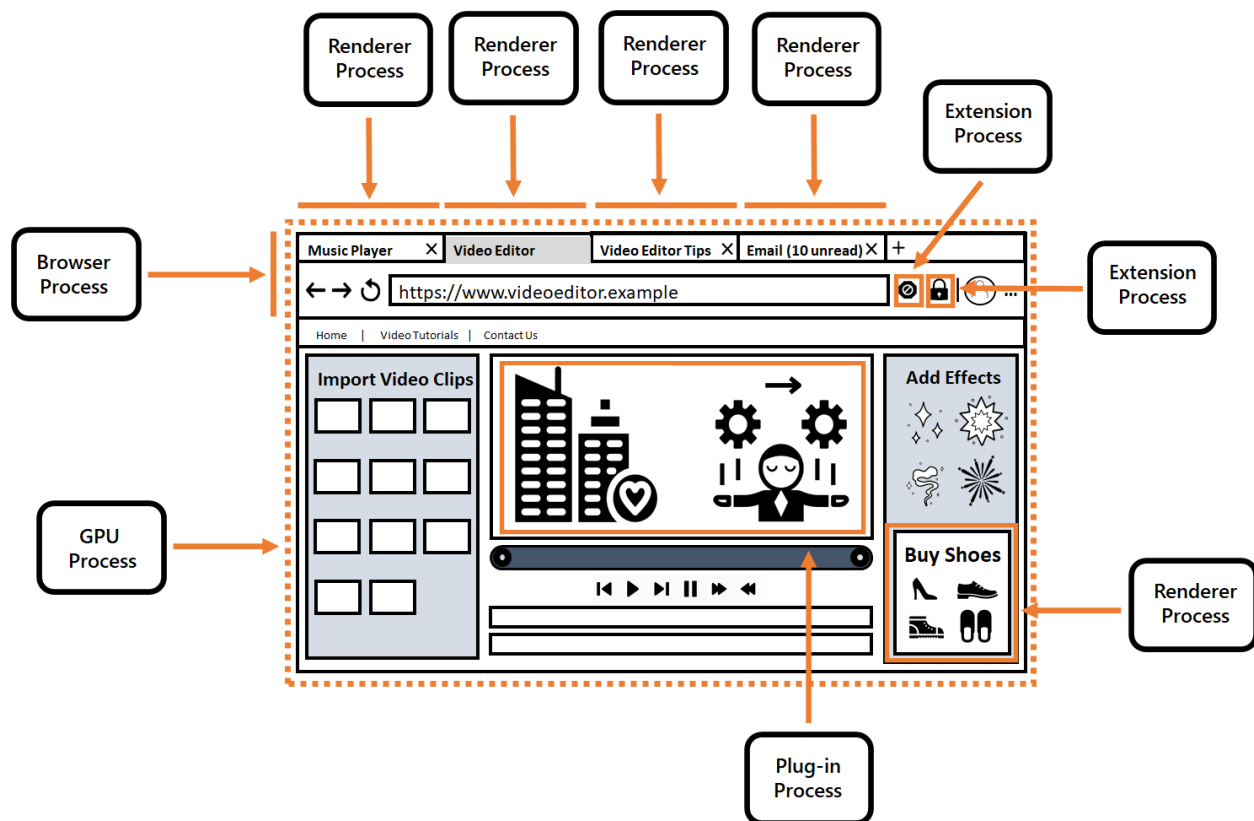 Renderer
Process
Renderer
Process
Renderer
Process
Renderer
Process
Extension
Process
Browser
Process
Music Player X
Video Editor
Video Editor Tips X
Email (10 unread) X
+
https://www.videoeditor.example
...
Extension
Process
Home | Video Tutorials | Contact Us
Import Video Clips
Add Effects
GPU
Process
Buy Shoes
Renderer
Process
Plug-in
Process